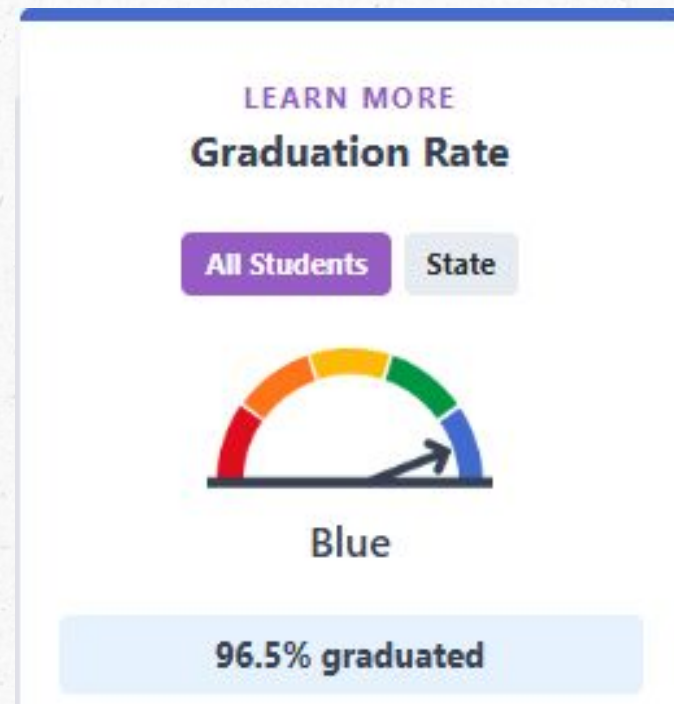 LEARN MORE
Graduation Rate
All Students State
Blue
96.5% graduated